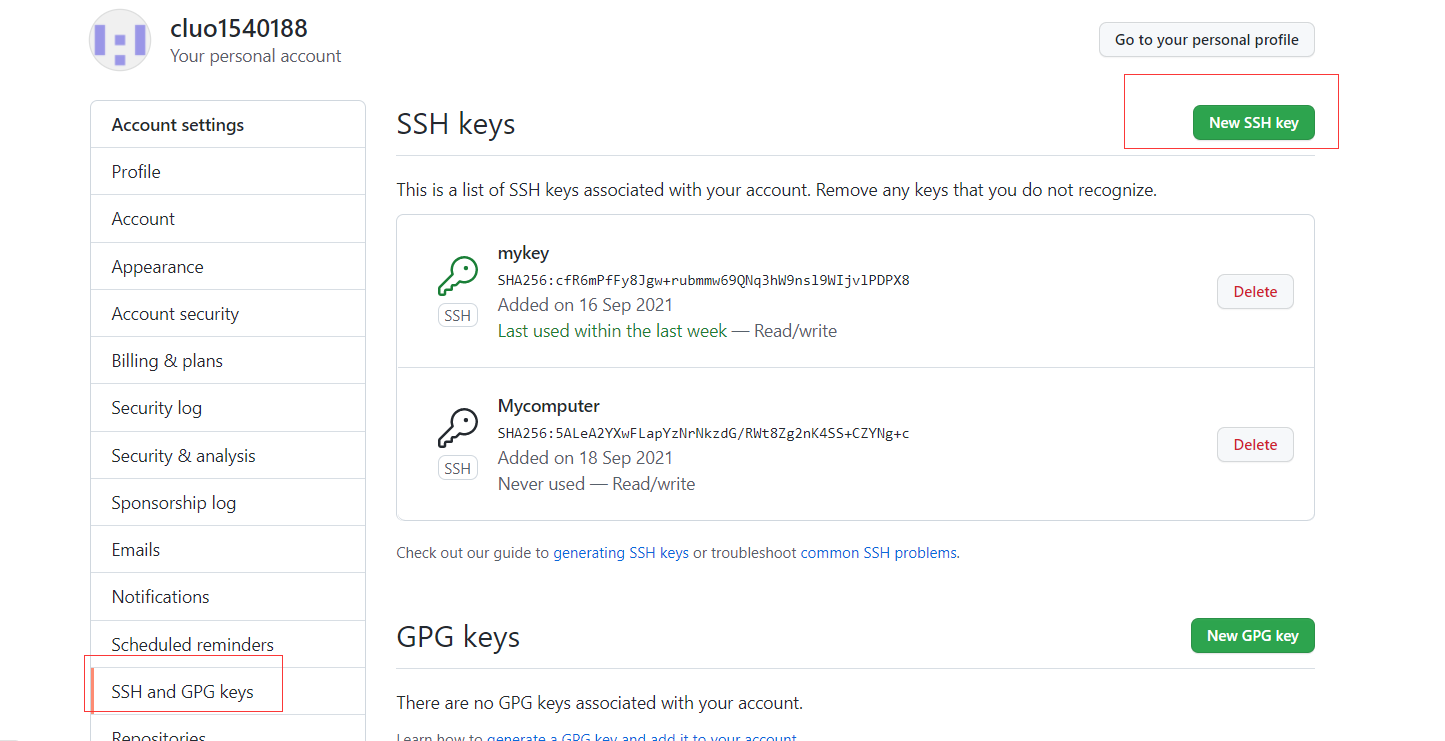 cluo1540188
Your personal account
Go to your personal profile
Account settings
Profile
Account
Appearance
Account security
Billing & plans
Security log
Security & analysis
Sponsorship log
Emails
Notifications
Scheduled reminders
SSH and GPG keys
Repositories
SSH keys
New SSH key
This is a list of SSH keys associated with your account. Remove any keys that you do not recognize.
mykey
SHA256:cfR6mPfFy8Jgw+rubmmw69QNq3hW9nsl9WIjvlPDPX8
Added on 16 Sep 2021
Last used within the last week — Read/write
SSH
Delete
Mycomputer
SHA256:5ALeA2YXwFLapYzNrNkzdG/RWt8Zg2nK4SS+CZYNg+c
Added on 18 Sep 2021
Never used — Read/write
SSH
Delete
Check out our guide to generating SSH keys or troubleshoot common SSH problems.
GPG keys
New GPG key
There are no GPG keys associated with your account.
Learn how to generate a GPG key and add it to your account